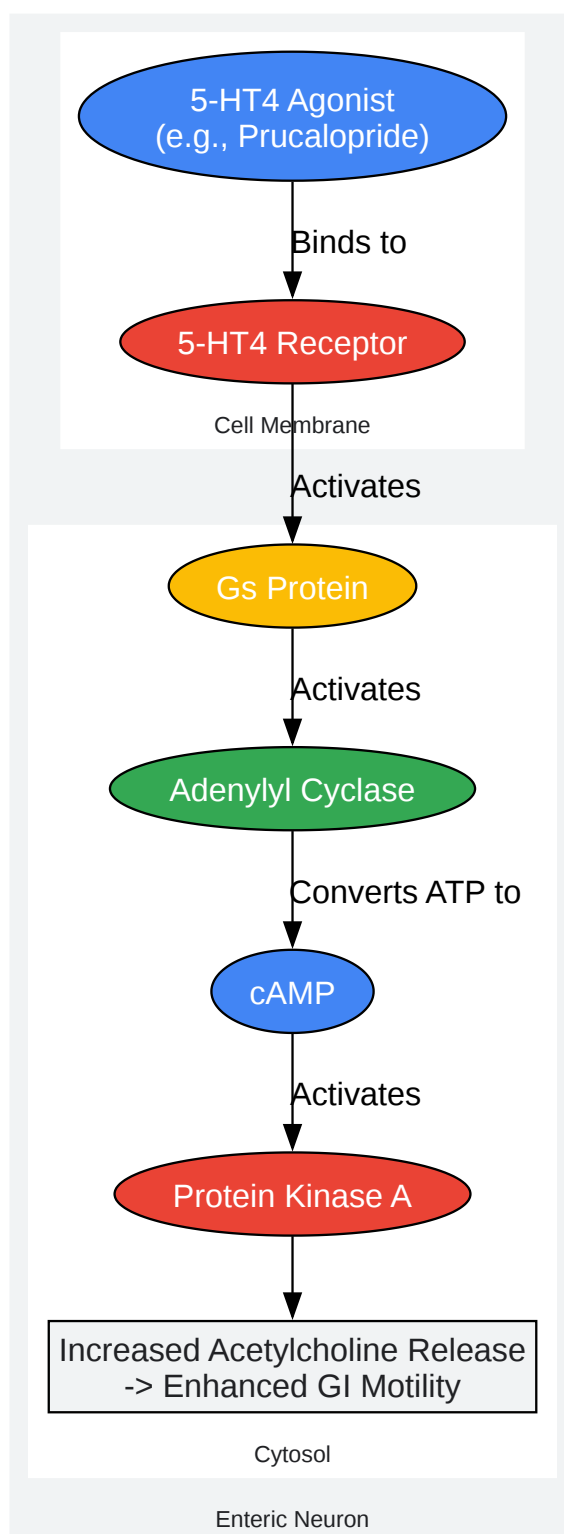 5-HT4 Agonist
(e.g., Prucalopride)
Binds to
5-HT4 Receptor
Cell Membrane
Activates
Gs Protein
Activates
Adenylyl Cyclase
Converts ATP to
cAMP
Activates
Protein Kinase A
Increased Acetylcholine Release
-> Enhanced GI Motility
Cytosol
Enteric Neuron